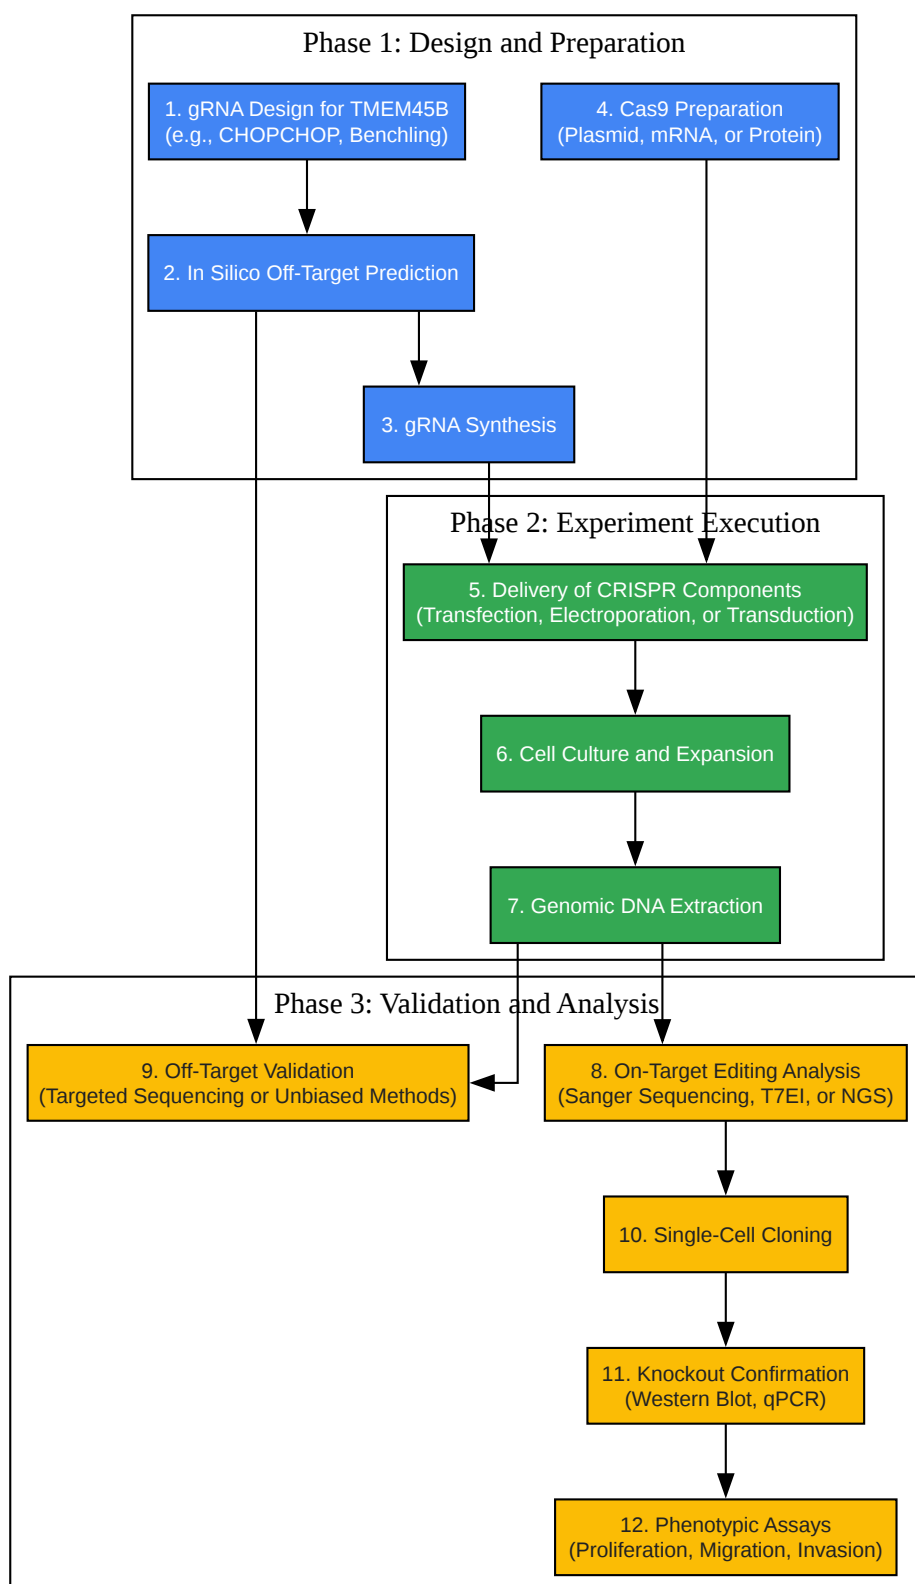 Phase 1: Design and Preparation
1. gRNA Design for TMEM45B
(e.g., CHOPCHOP, Benchling)
4. Cas9 Preparation
(Plasmid, mRNA, or Protein)
2. In Silico Off-Target Prediction
3. gRNA Synthesis
Phase 2: Experiment Execution
5. Delivery of CRISPR Components
(Transfection, Electroporation, or Transduction)
6. Cell Culture and Expansion
7. Genomic DNA Extraction
Phase 3: Validation and Analysis
9. Off-Target Validation
(Targeted Sequencing or Unbiased Methods)
8. On-Target Editing Analysis
(Sanger Sequencing, T7EI, or NGS)
10. Single-Cell Cloning
11. Knockout Confirmation
(Western Blot, qPCR)
12. Phenotypic Assays
(Proliferation, Migration, Invasion)